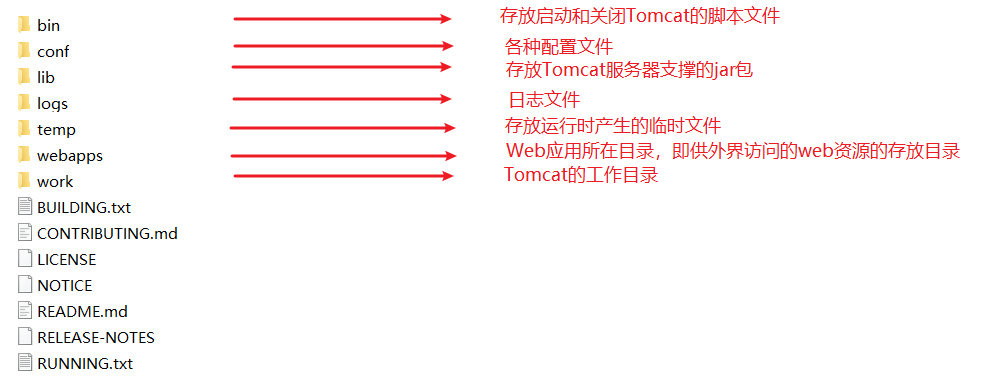 bin 存放启动和关闭Tomcat的脚本文件
conf 各种配置文件
lib 存放Tomcat服务器支撑的jar包
logs 日志文件
temp 存放运行时产生的临时文件
webapps Web应用所在目录，即供外界访问的web资源的存放目录
work Tomcat的工作目录
BUILDING.txt
CONTRIBUTING.md
LICENSE
NOTICE
README.md
RELEASE-NOTES
RUNNING.txt